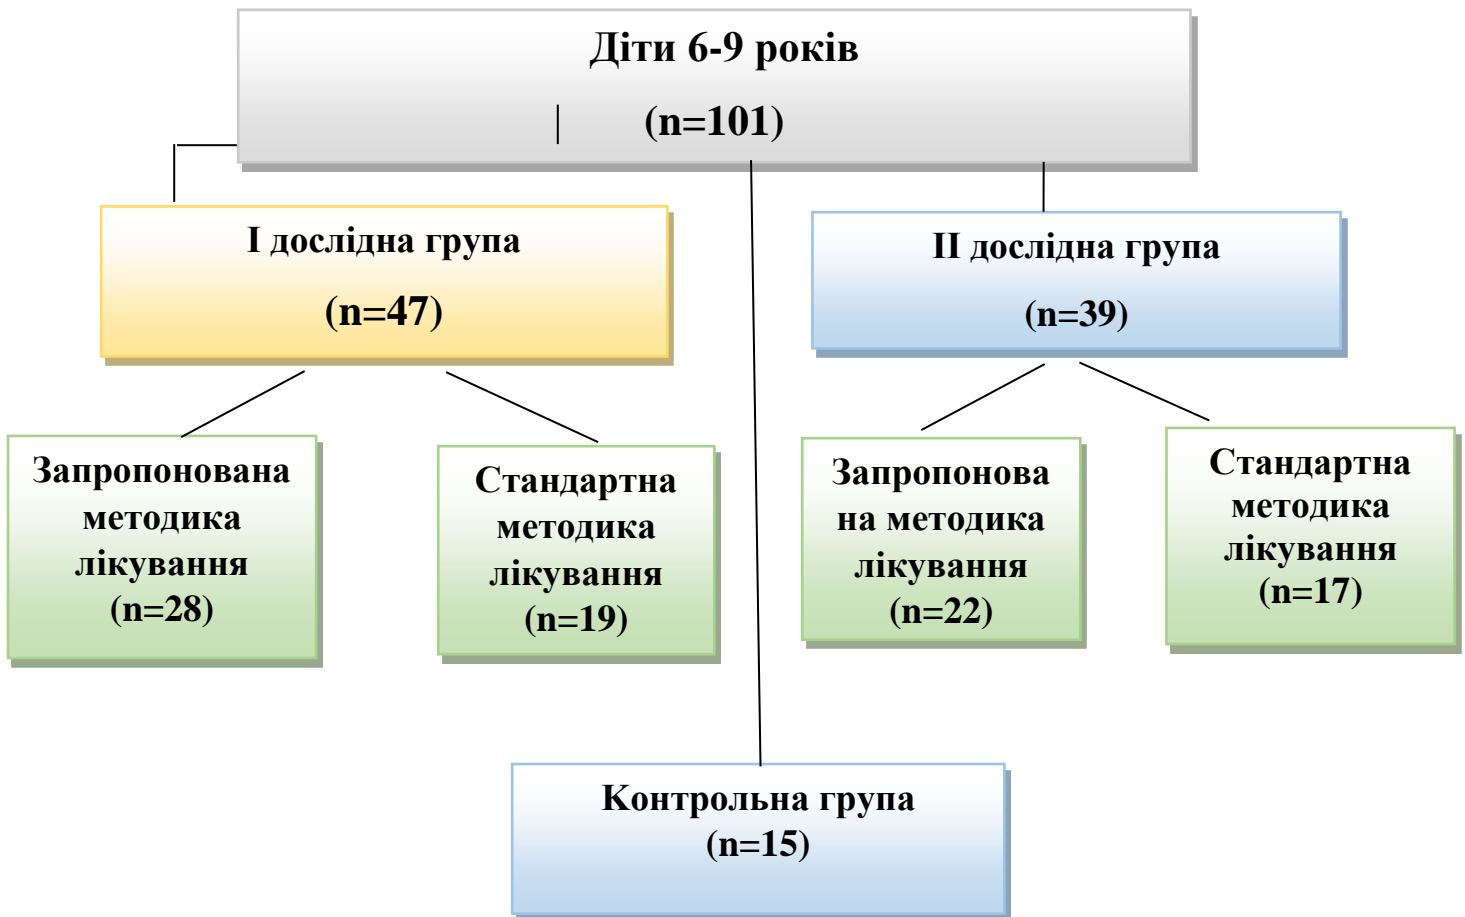 Діти 6-9 років
(n=101)
I дослідна група
(n=47)
II дослідна група
(n=39)
Запропонована
методика
лікування
(n=28)
Стандартна
методика
лікування
(n=19)
Запропонова
на методика
лікування
(n=22)
Стандартна
методика
лікування
(n=17)
Контрольна група
(n=15)